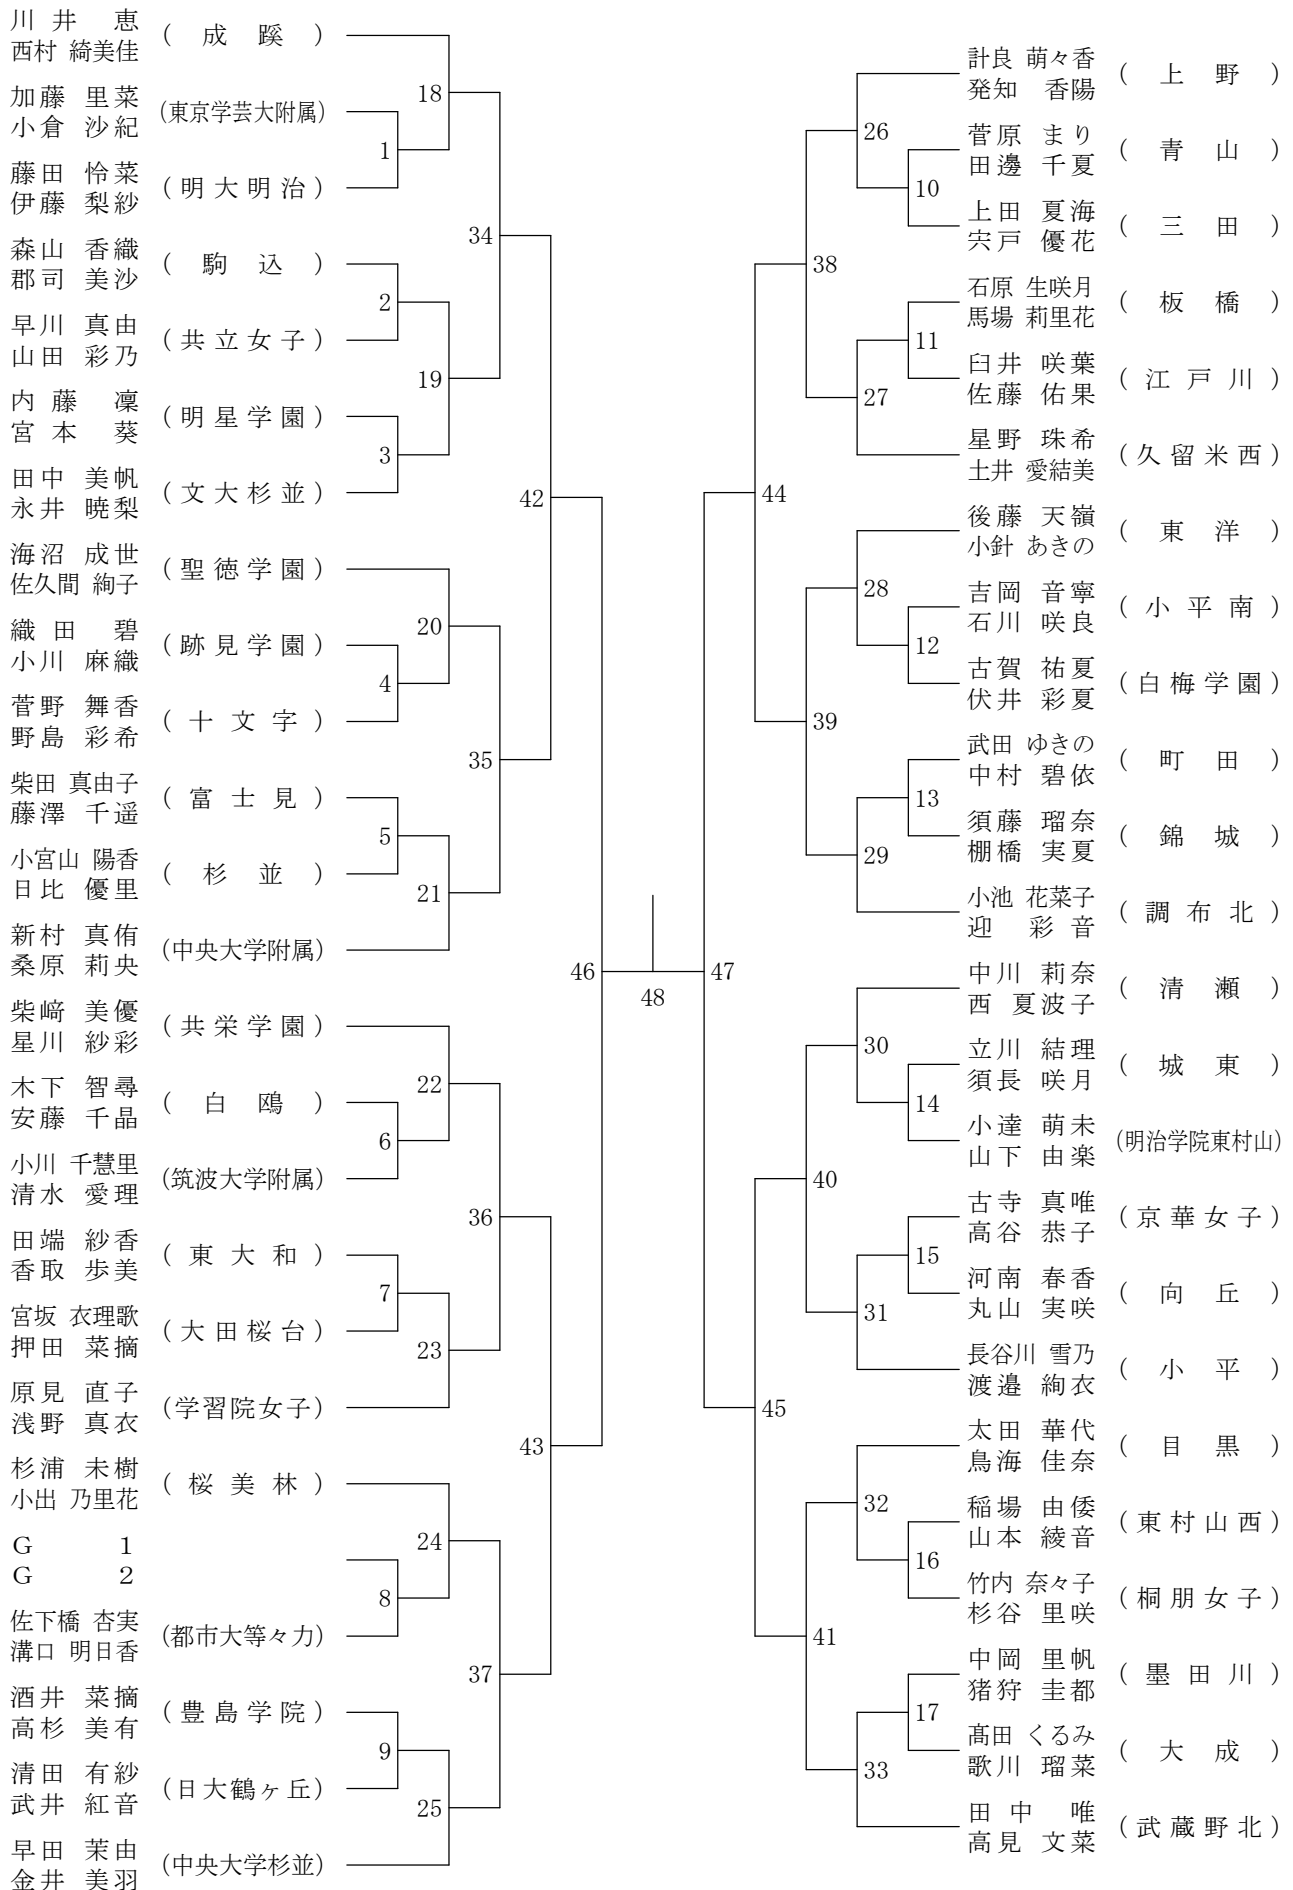 川井 恵
西村 綺美佳
(成蹊)
加藤 里菜
小倉 沙紀
(東京学芸大附属)
藤田 怜菜
伊藤 梨紗
(明大明治)
森山 香織
郡司 美沙
(駒込)
早川 真由
山田 彩乃
(共立女子)
内藤 凜
宮本 葵
(明星学園)
田中 美帆
永井 暁梨
(文大杉並)
海沼 成世
佐久間 絢子
(聖徳学園)
織田 碧
小川 麻織
(跡見学園)
菅野 舞香
野島 彩希
(十文字)
柴田 真由子
藤澤 千遥
(富士見)
小宮山 陽香
日比 優里
(杉並)
新村 真侑
桑原 莉央
(中央大学附属)
柴﨑 美優
星川 紗彩
(共栄学園)
木下 智尋
安藤 千晶
(白鴎)
小川 千慧里
清水 愛理
(筑波大学附属)
田端 紗香
香取 歩美
(東大和)
宮坂 衣理歌
押田 菜摘
(大田桜台)
原見 直子
浅野 真衣
(学習院女子)
杉浦 未樹
小出 乃里花
(桜美林)
G 1
G 2
佐下橋 杏実
溝口 明日香
(都市大等々力)
酒井 菜摘
高杉 美有
(豊島学院)
清田 有紗
武井 紅音
(日大鶴ヶ丘)
早田 茉由
金井 美羽
(中央大学杉並)
1
2
3
4
5
6
7
8
9
18
19
20
21
22
23
24
25
34
35
36
37
42
43
46
48
47
44
45
38
39
40
41
26
27
28
29
30
31
32
33
10
11
12
13
14
15
16
17
計良 萌々香
発知 香陽
(上野)
菅原 まり
田邊 千夏
(青山)
上田 夏海
宍戸 優花
(三田)
石原 生咲月
馬場 莉里花
(板橋)
臼井 咲葉
佐藤 佑果
(江戸川)
星野 珠希
土井 愛結美
(久留米西)
後藤 天嶺
小針 あきの
(東洋)
吉岡 音寧
石川 咲良
(小平南)
古賀 祐夏
伏井 彩夏
(白梅学園)
武田 ゆきの
中村 碧依
(町田)
須藤 瑠奈
棚橋 実夏
(錦城)
小池 花菜子
迎 彩音
(調布北)
中川 莉奈
西 夏波子
(清瀬)
立川 結理
須長 咲月
(城東)
小達 萌未
山下 由楽
(明治学院東村山)
古寺 真唯
高谷 恭子
(京華女子)
河南 春香
丸山 実咲
(向丘)
長谷川 雪乃
渡邉 絢衣
(小平)
太田 華代
鳥海 佳奈
(目黒)
稲場 由倭
山本 綾音
(東村山西)
竹内 奈々子
杉谷 里咲
(桐朋女子)
中岡 里帆
猪狩 圭都
(墨田川)
髙田 くるみ
歌川 瑠菜
(大成)
田中 唯
高見 文菜
(武蔵野北)